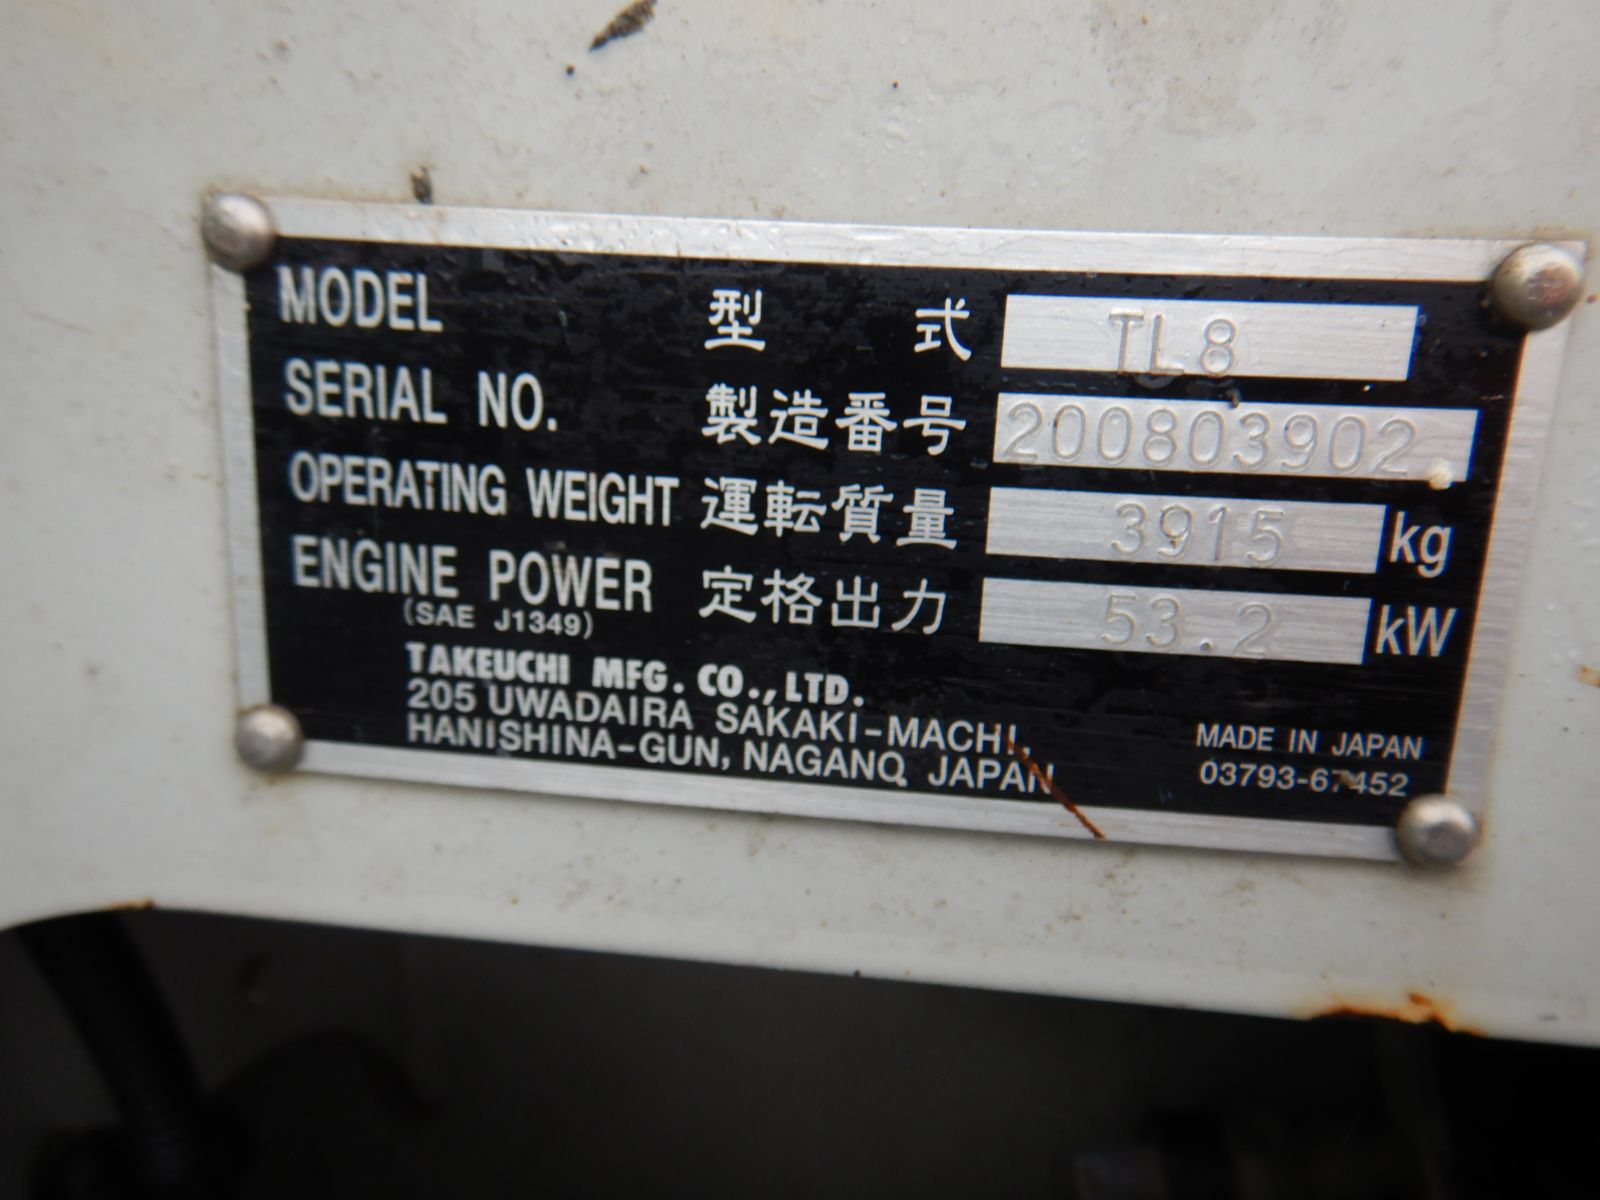 MODEL 型 式 TL8
SERIAL NO. 製造番号 200803902
OPERATING WEIGHT 運転質量 3915 kg
ENGINE POWER 定格出力 53.2 kW
(SAE J1349)
TAKEUCHI MFG. CO., LTD.
205 UWADAIRA SAKAKI-MACHI,
HANISHINA-GUN, NAGANO, JAPAN
MADE IN JAPAN
03793-67452